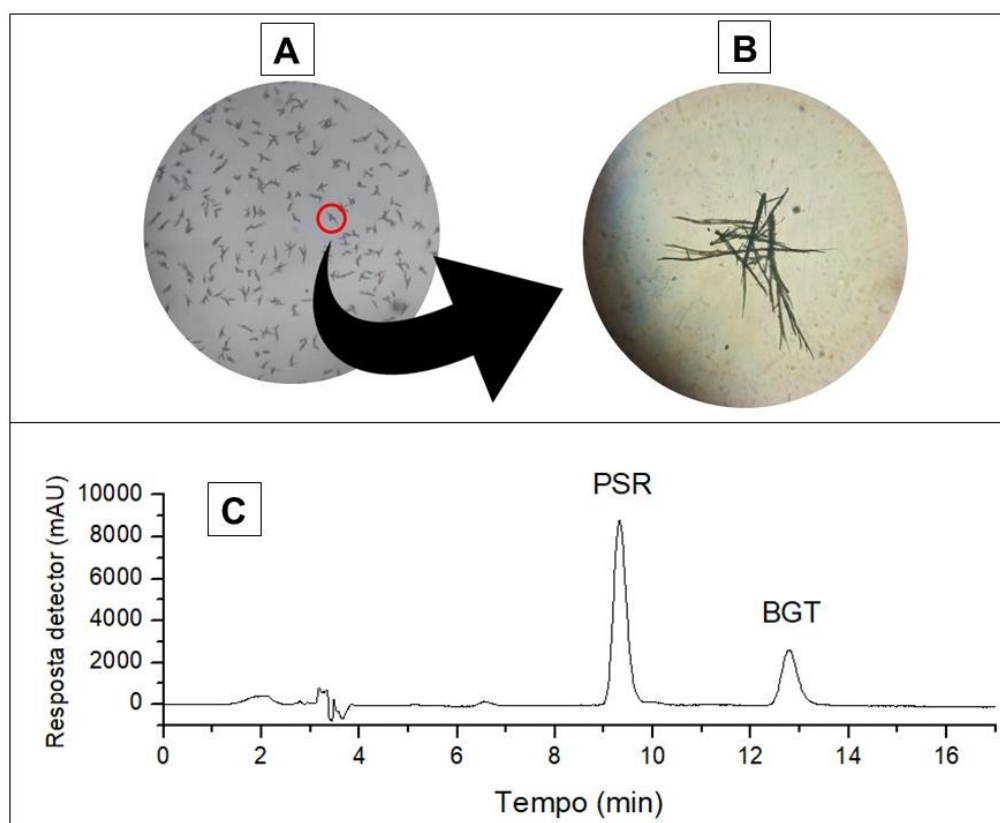 A
B
C
PSR
BGT
Resposta detector (mAU)
10000
8000
6000
4000
2000
0
0 2 4 6 8 10 12 14 16
Tempo (min)